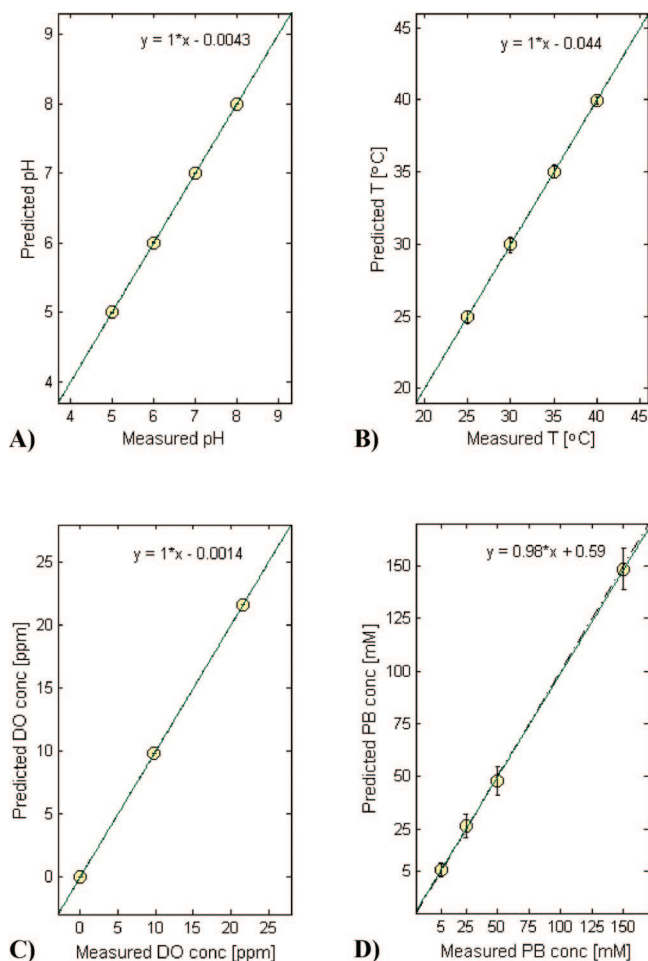 y = 1*x - 0.0043
9
8
7
6
5
4
Predicted pH
4 5 6 7 8 9
Measured pH
A)
y = 1*x - 0.044
45
40
35
30
25
20
Predicted T [°C]
20 25 30 35 40 45
Measured T [°C]
B)
y = 1*x - 0.0014
25
20
15
10
5
0
Predicted DO conc [ppm]
0 5 10 15 20 25
Measured DO conc [ppm]
C)
y = 0.98*x + 0.59
150
125
100
75
50
25
5
Predicted PB conc [mM]
5 25 50 75 100 125 150
Measured PB conc [mM]
D)